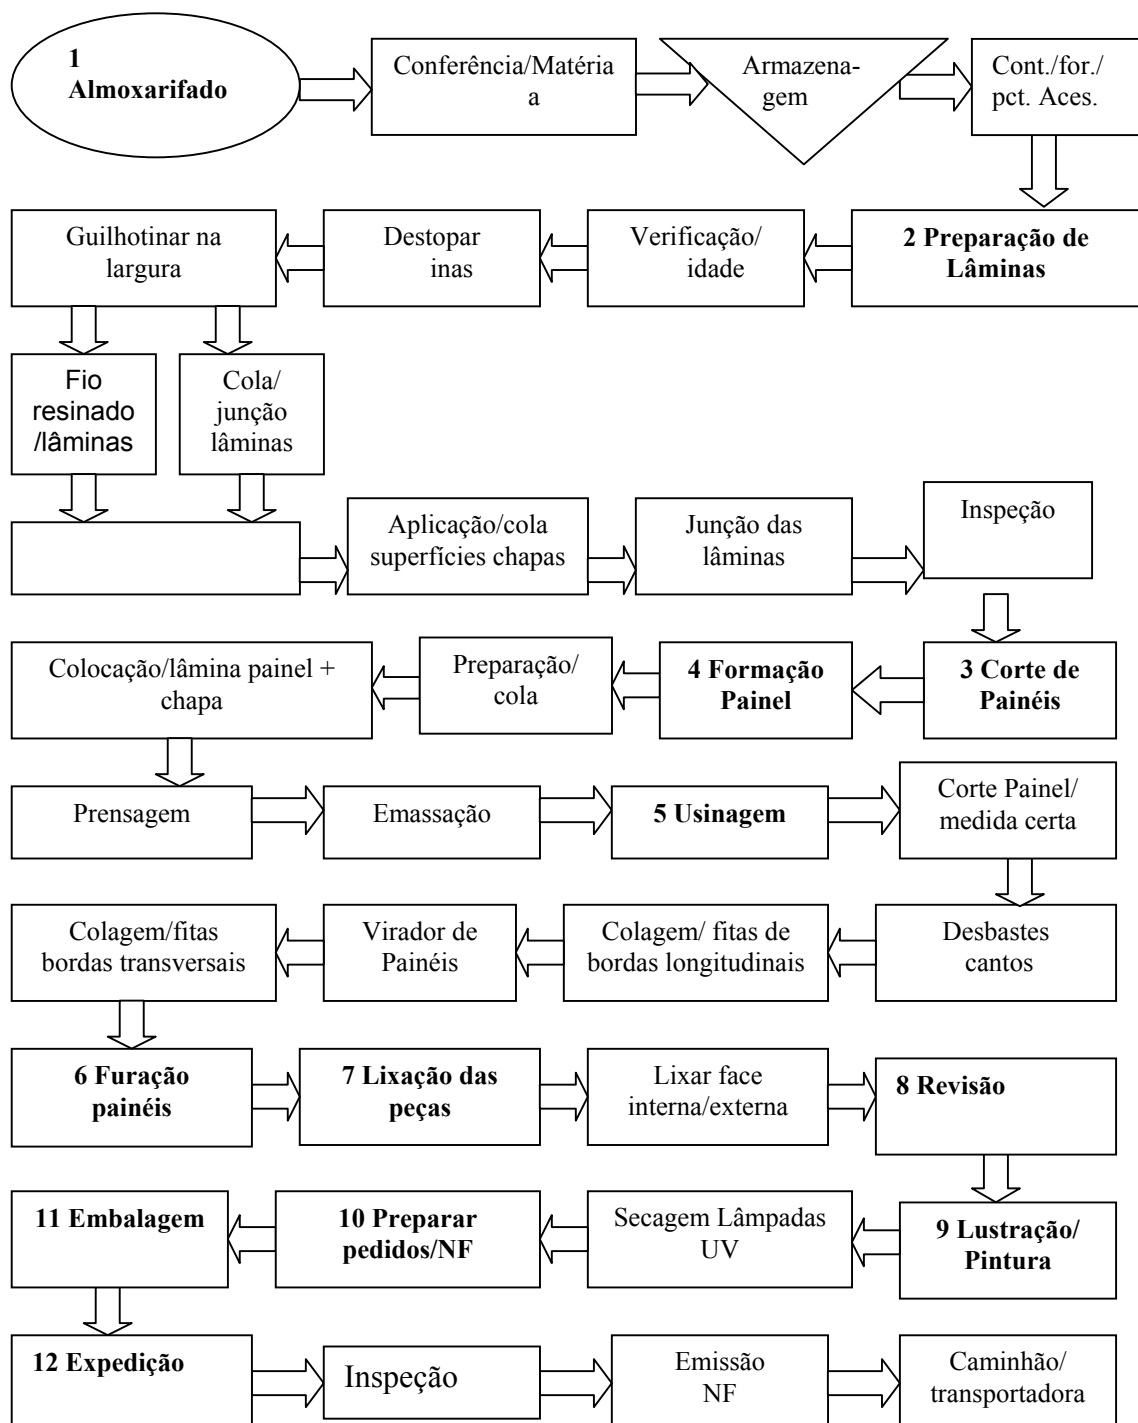 1
Almoxarifado
Conferência/Matéria
a
Armazena-
gem
Cont./for./
pct. Aces.
Guilhotinar na
largura
Destopar
inas
Verificação/
idade
2 Preparação de
Lâminas
Fio
resinado
/lâminas
Cola/
junção
lâminas
Aplicação/cola
superfícies chapas
Junção das
lâminas
Inspeção
Colocação/lâmina painel +
chapa
Preparação/
cola
4 Formação
Painel
3 Corte de
Painéis
Prensagem
Emassação
5 Usinagem
Corte Painel/
medida certa
Colagem/fitas
bordas transversais
Virador de
Painéis
Colagem/ fitas de
bordas longitudinais
Desbastes
cantos
6 Furação
painéis
7 Lixação das
peças
Lixar face
interna/externa
8 Revisão
11 Embalagem
10 Preparar
pedidos/NF
Secagem Lâmpadas
UV
9 Lustração/
Pintura
12 Expedição
Inspeção
Emissão
NF
Caminhão/
transportadora